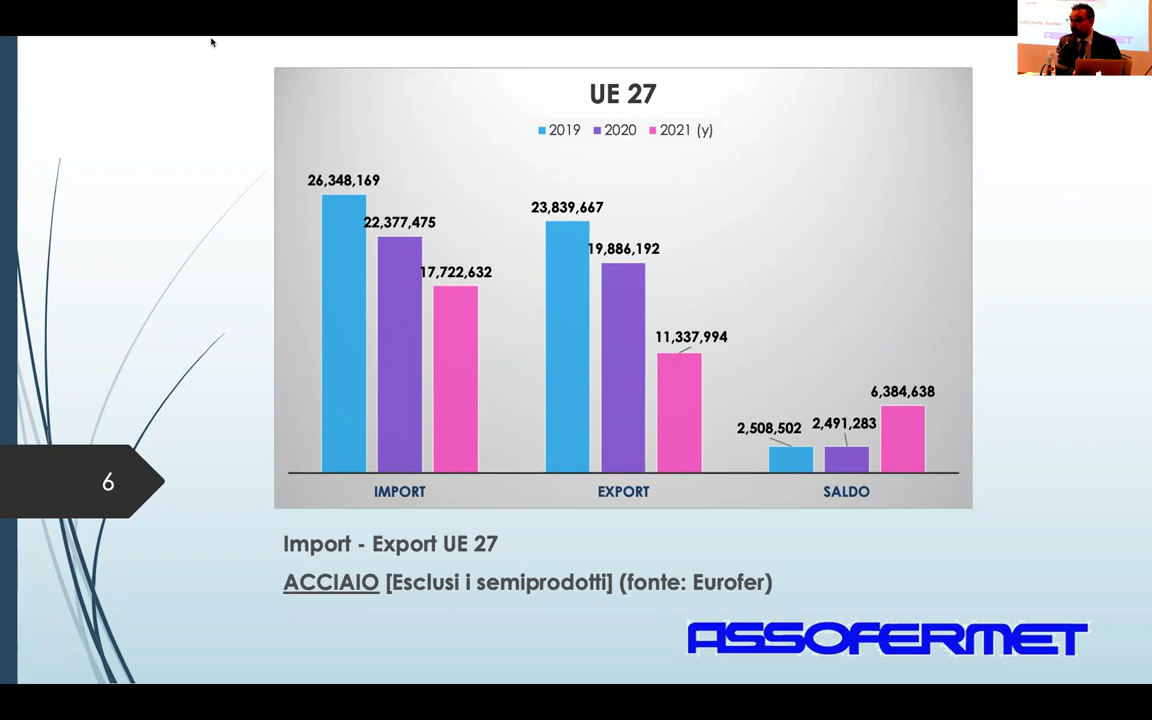 UE 27
2019 2020 2021 (y)
26,348,169
22,377,475
17,722,632
23,839,667
19,886,192
11,337,994
2,508,502
2,491,283
6,384,638
IMPORT EXPORT SALDO
6
Import - Export UE 27
ACCIAIO [Esclusi i semiprodotti] (fonte: Eurofer)
ASSOFERMET